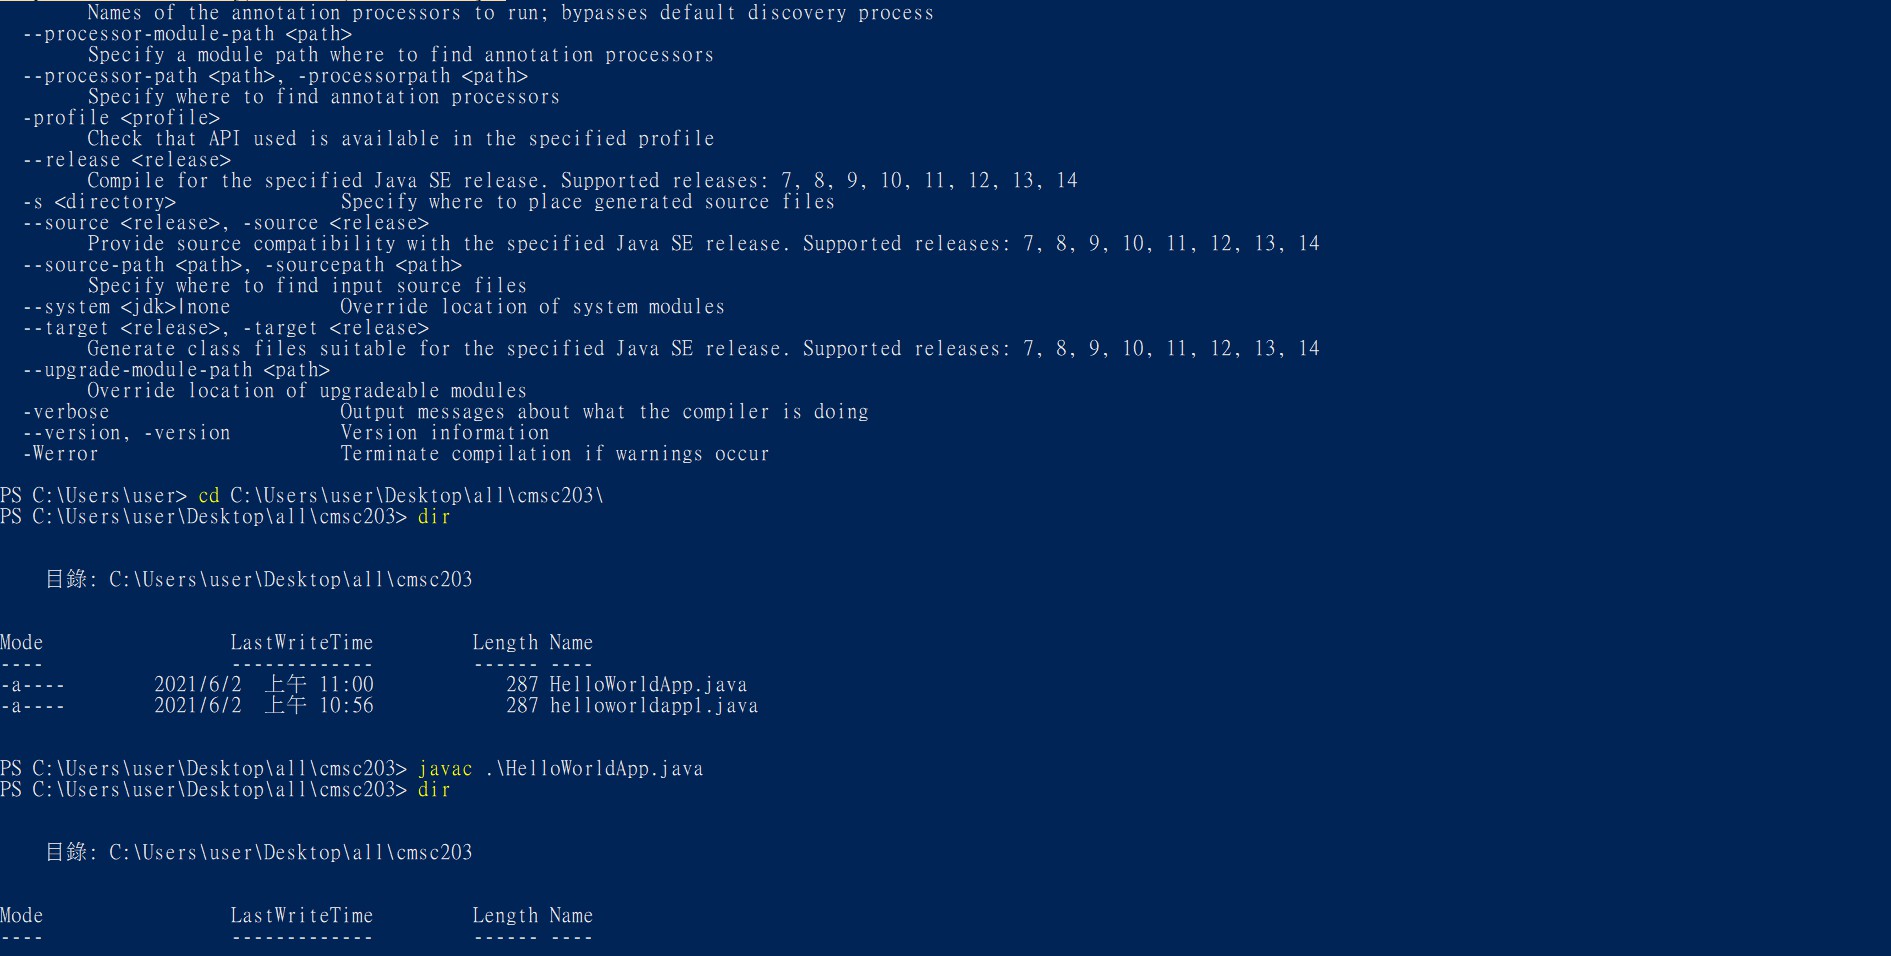 Names of the annotation processors to run; bypasses default discovery process
--processor-module-path <path>
Specify a module path where to find annotation processors
--processor-path <path>, -processorpath <path>
Specify where to find annotation processors
-profile <profile>
Check that API used is available in the specified profile
--release <release>
Compile for the specified Java SE release. Supported releases: 7, 8, 9, 10, 11, 12, 13, 14
-s <directory> Specify where to place generated source files
--source <release>, -source <release>
Provide source compatibility with the specified Java SE release. Supported releases: 7, 8, 9, 10, 11, 12, 13, 14
--source-path <path>, -sourcepath <path>
Specify where to find input source files
--system <jdk>|none Override location of system modules
--target <release>, -target <release>
Generate class files suitable for the specified Java SE release. Supported releases: 7, 8, 9, 10, 11, 12, 13, 14
--upgrade-module-path <path>
Override location of upgradeable modules
-verbose Output messages about what the compiler is doing
--version, -version Version information
-Werror Terminate compilation if warnings occur
PS C:\Users\user> cd C:\Users\user\Desktop\all\cmsc203\
PS C:\Users\user\Desktop\all\cmsc203> dir
目錄: C:\Users\user\Desktop\all\cmsc203
Mode LastWriteTime Length Name
---- ------------- ------ ----
-a---- 2021/6/2 上午 11:00 287 HelloWorldApp.java
-a---- 2021/6/2 上午 10:56 287 helloworldapp1.java
PS C:\Users\user\Desktop\all\cmsc203> javac .\HelloWorldApp.java
PS C:\Users\user\Desktop\all\cmsc203> dir
目錄: C:\Users\user\Desktop\all\cmsc203
Mode LastWriteTime Length Name
---- ------------- ------ ----